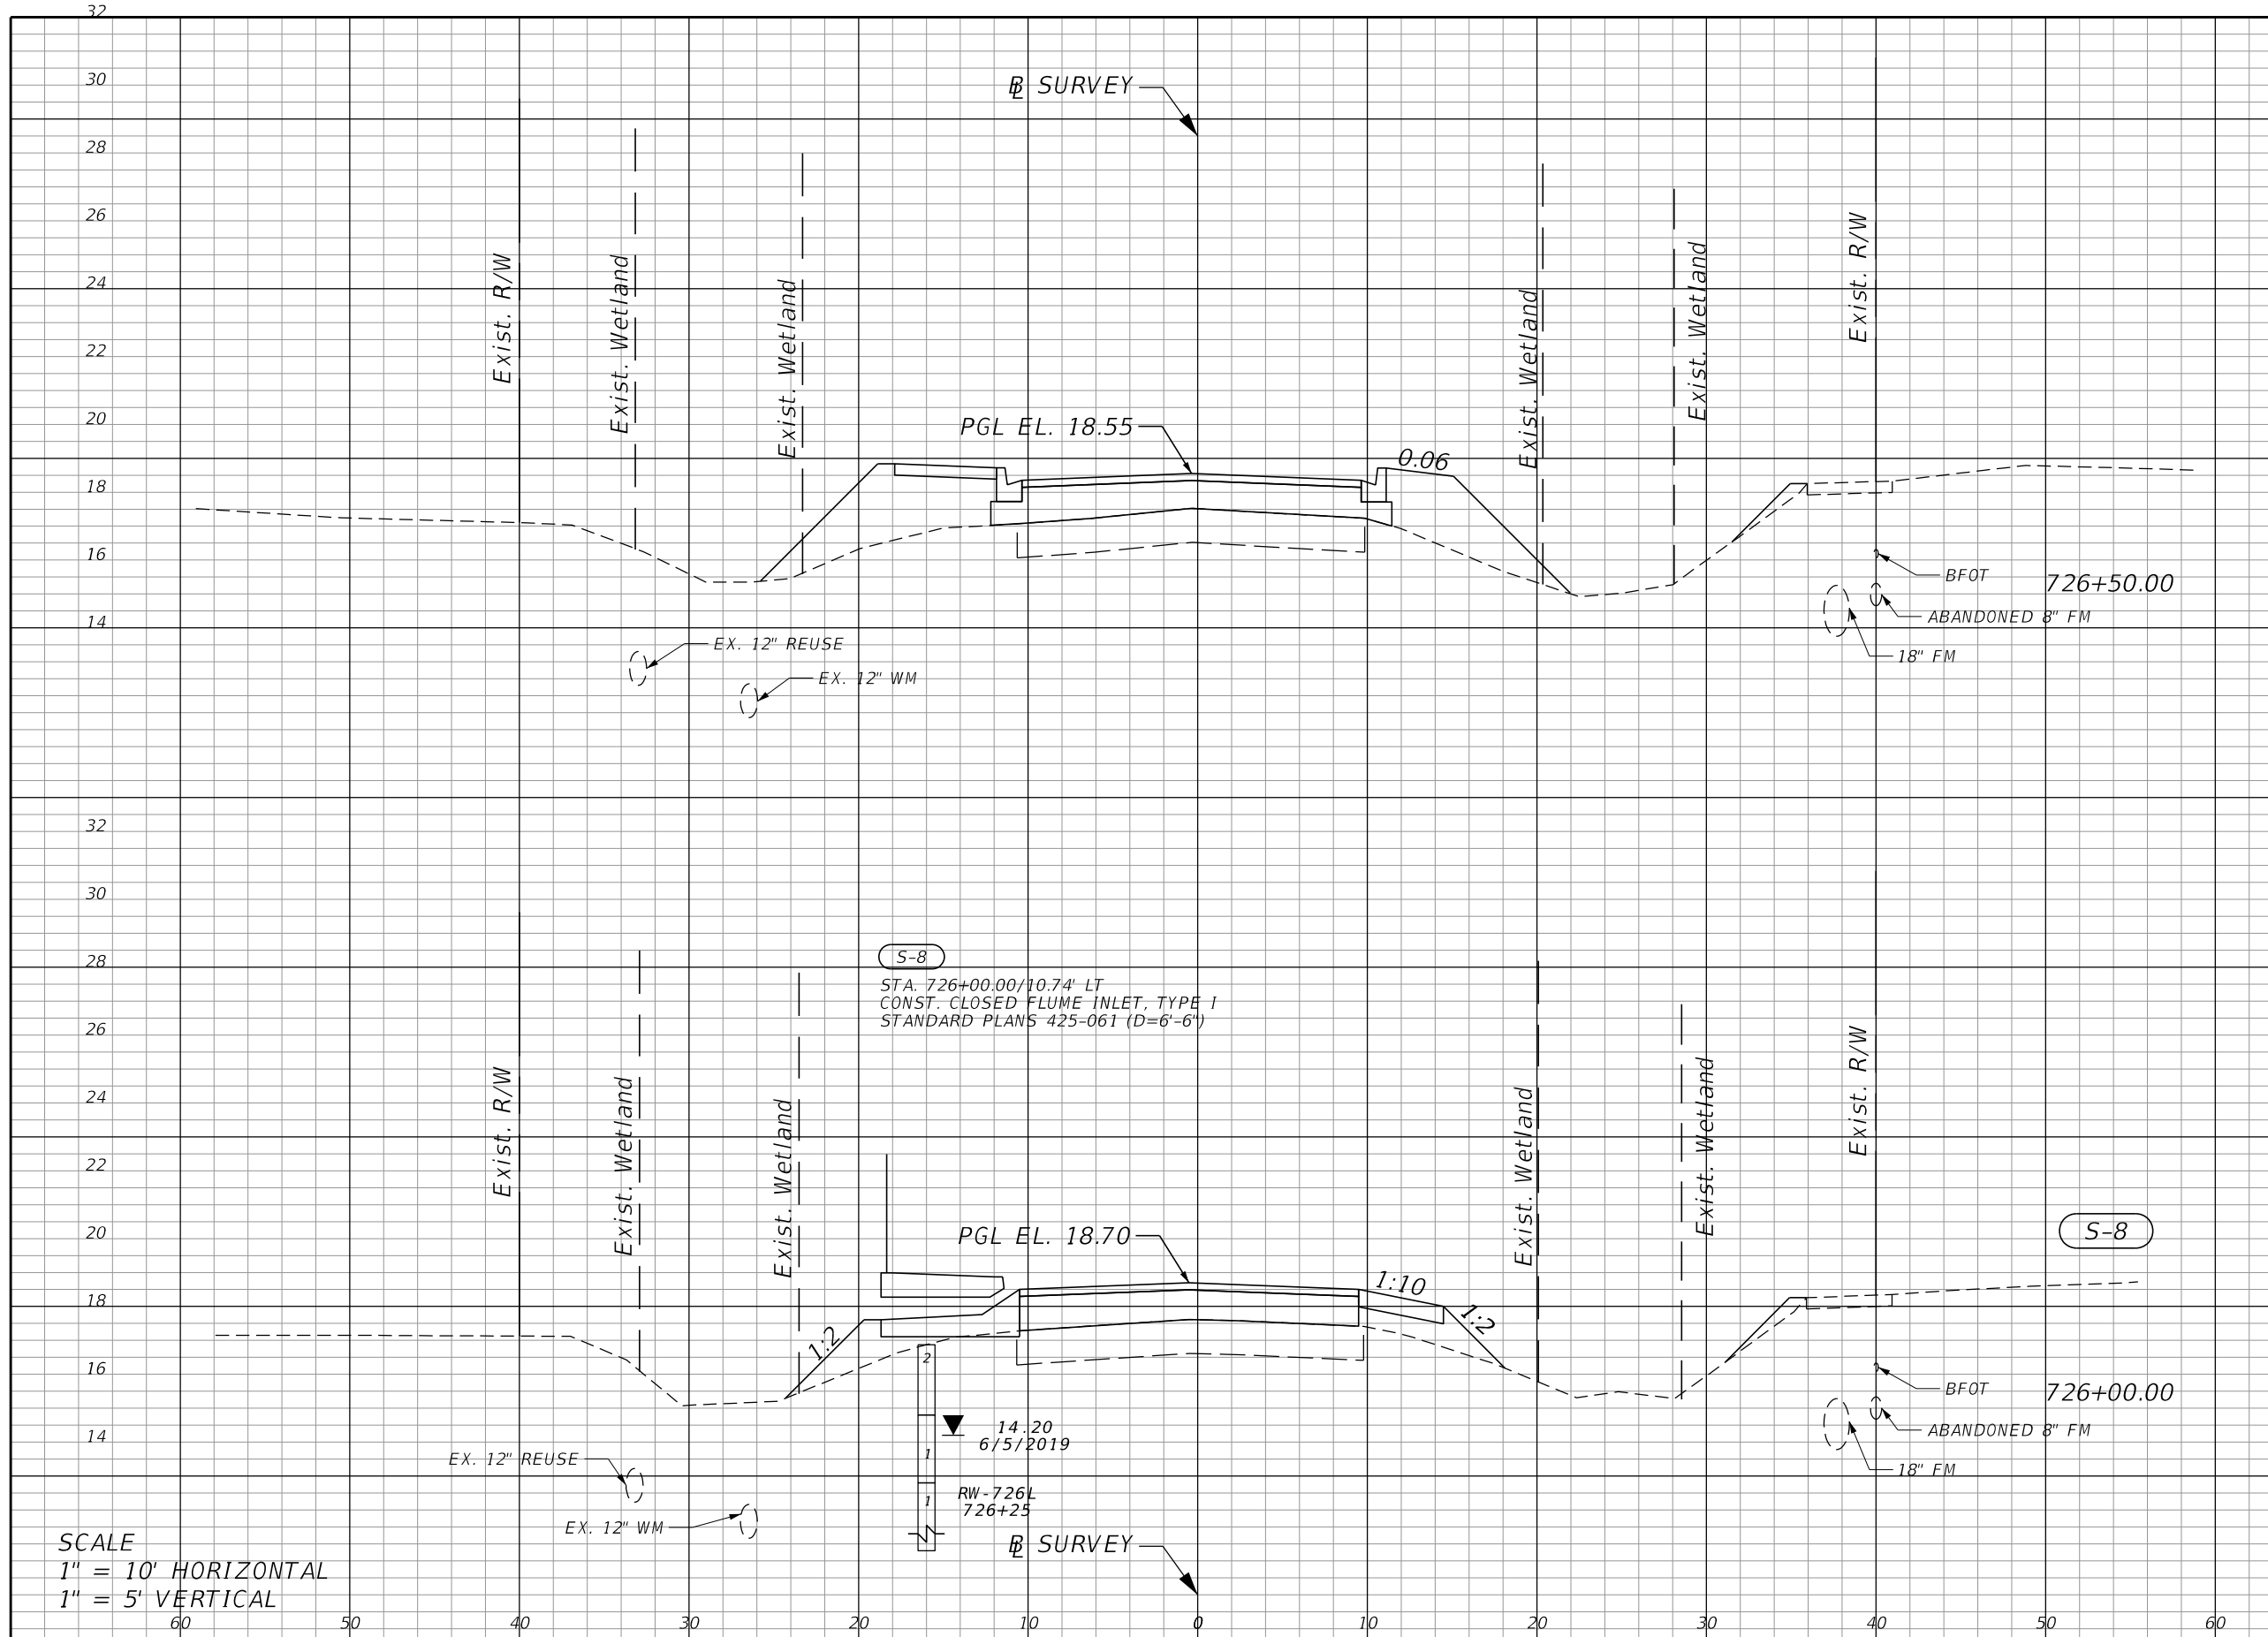 32
30
28
26
24
22
20
18
16
14
℄ SURVEY
Exist. R/W
Exist. Wetland
Exist. Wetland
Exist. Wetland
Exist. Wetland
Exist. R/W
PGL EL. 18.55
0.06
BFOT
726+50.00
ABANDONED 8" FM
18" FM
EX. 12" REUSE
EX. 12" WM
32
30
28
26
24
22
20
18
16
14
S-8
STA. 726+00.00/10.74' LT
CONST. CLOSED FLUME INLET, TYPE I
STANDARD PLANS 425-061 (D=6'-6")
Exist. R/W
Exist. Wetland
Exist. Wetland
Exist. Wetland
Exist. Wetland
Exist. R/W
PGL EL. 18.70
S-8
1:10
1:2
1:2
2
1
1
14.20
6/5/2019
RW-726L
726+25
BFOT
726+00.00
ABANDONED 8" FM
18" FM
EX. 12" REUSE
EX. 12" WM
SURVEY
SCALE
1" = 10' HORIZONTAL
1" = 5' VERTICAL
60 50 40 30 20 10 0 10 20 30 40 50 60